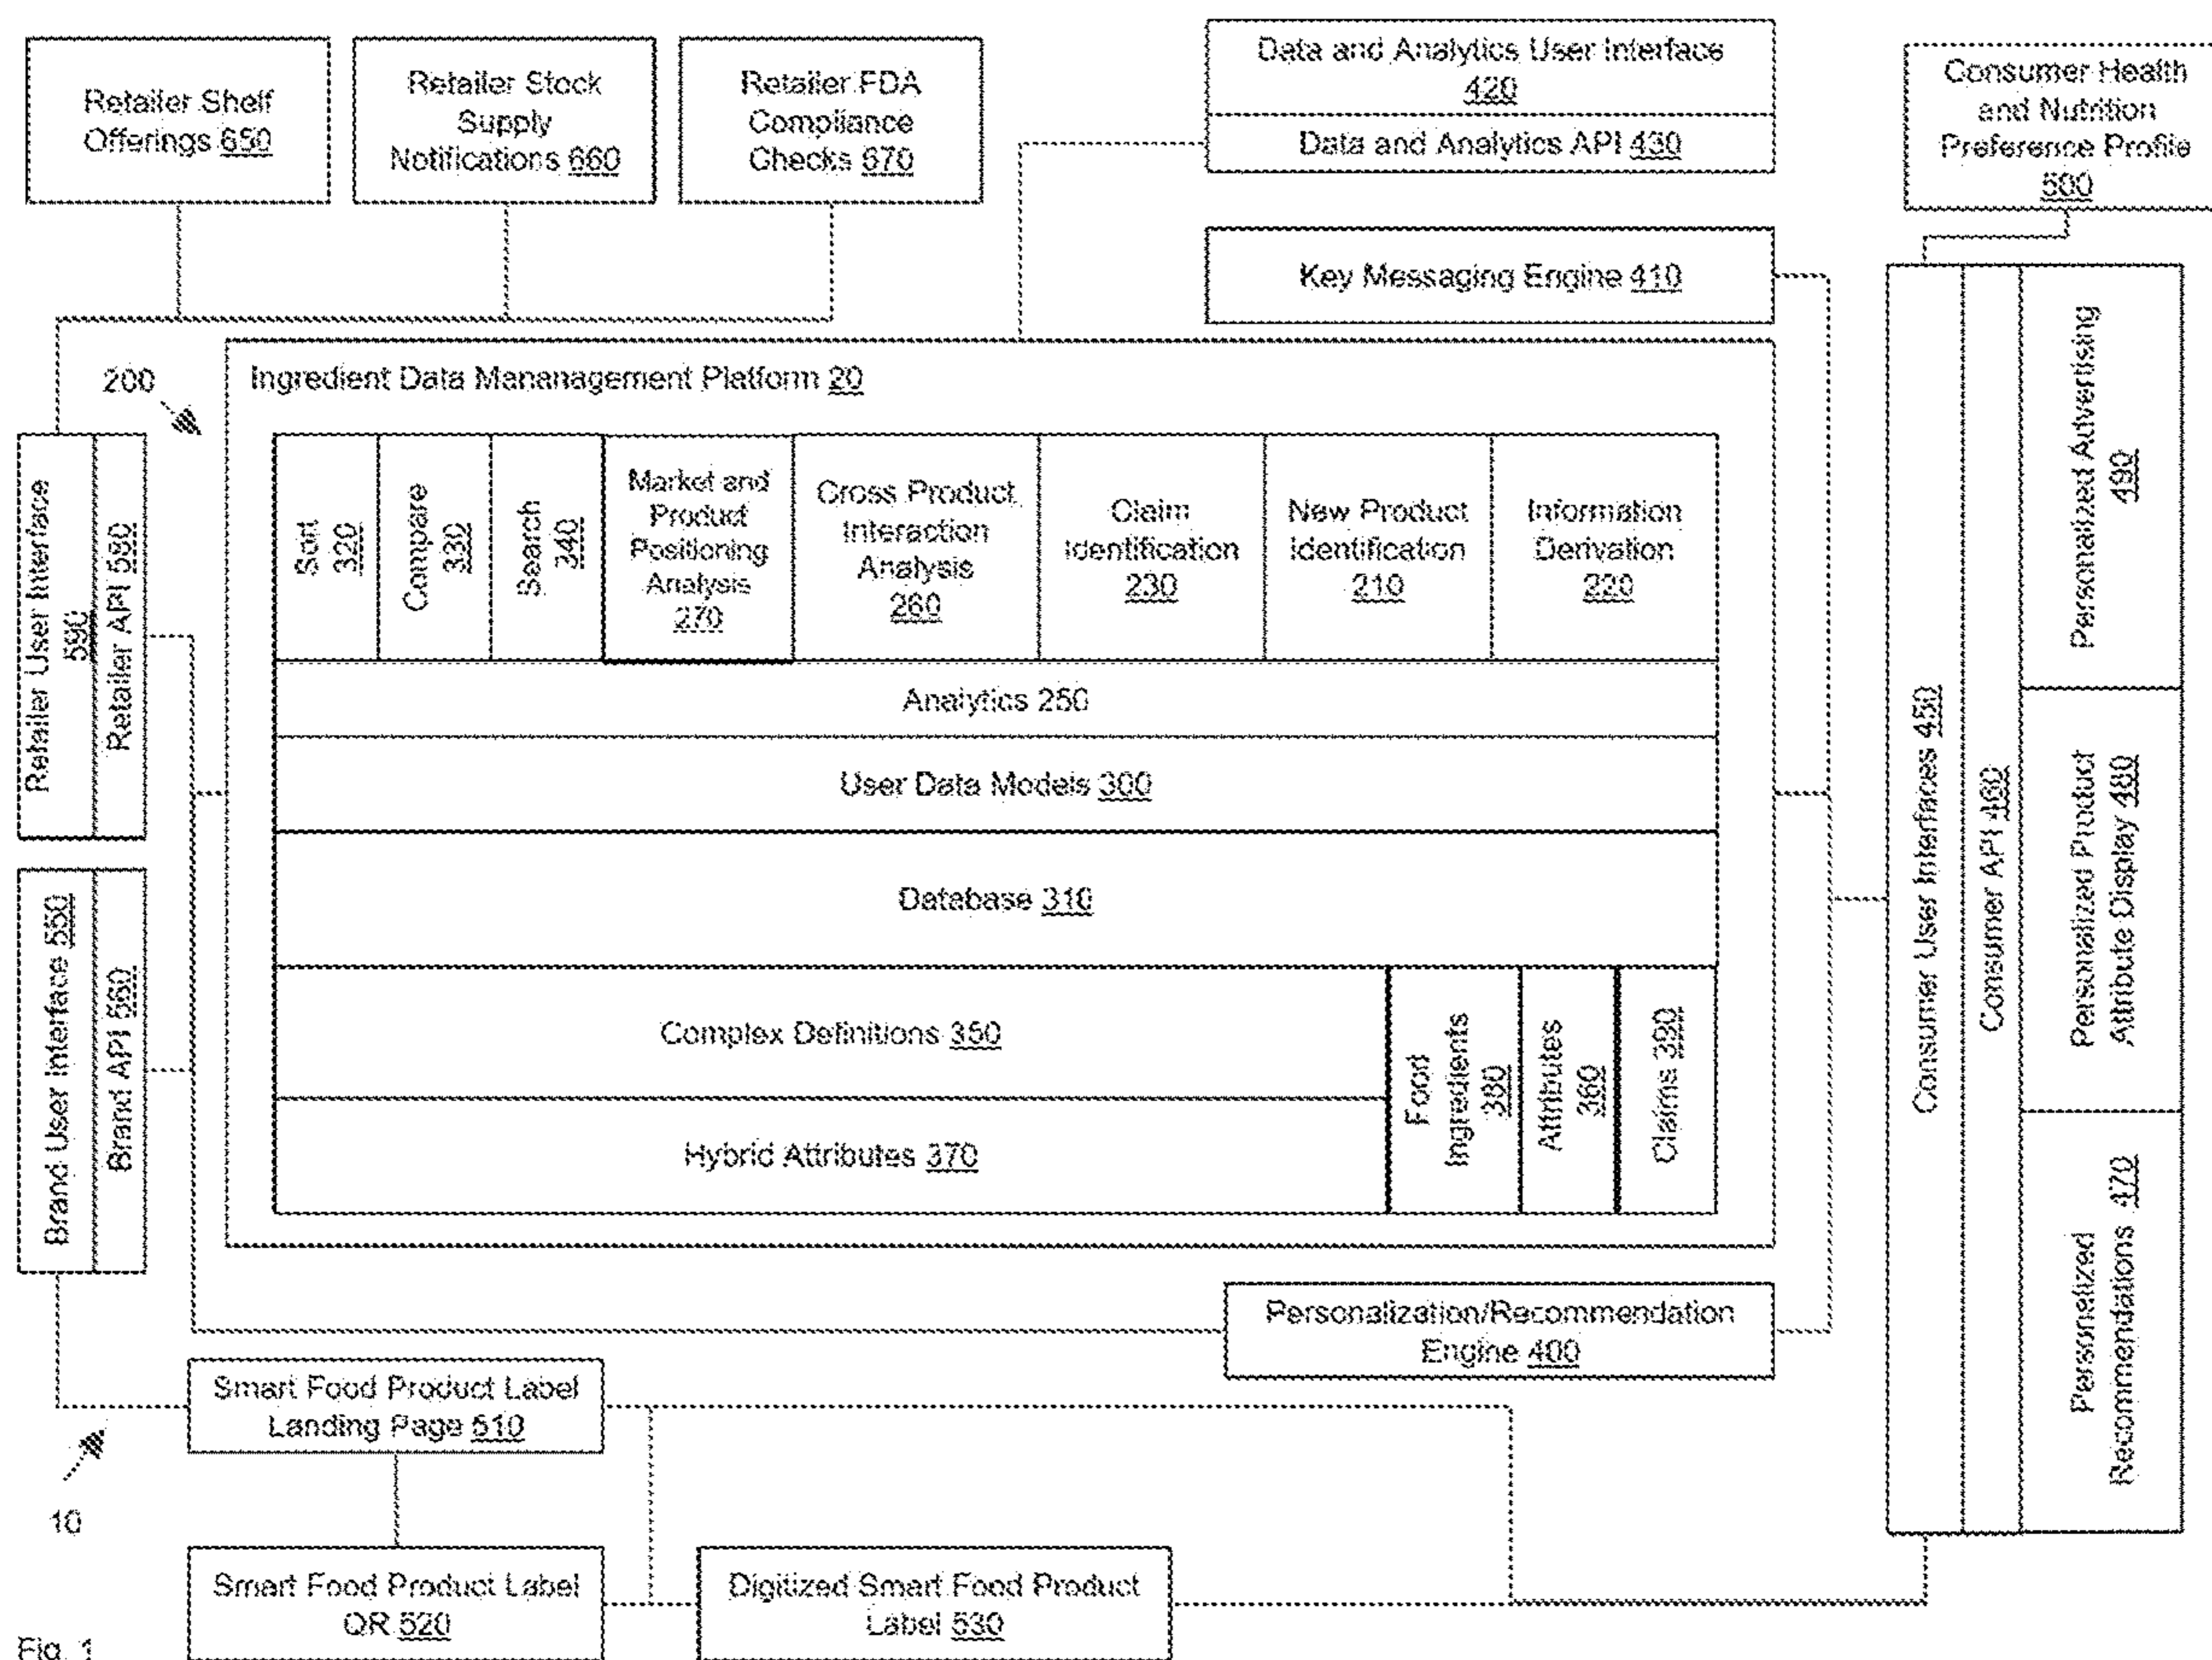 Retailer Shelf
Offerings 650
Retailer Stock
Supply
Notifications 660
Retailer FDA
Compliance
Checks 670
Data and Analytics User Interface
420
Data and Analytics API 430
Consumer Health
and Nutrition
Preference Profile
500
Key Messaging Engine 410
200
Ingredient Data Mananagement Platform 20
Retailer User Interface
590
Retailer API 580
Sort
320
Compare
330
Search
340
Market and
Product
Positioning
Analysis
270
Cross Product
Interaction
Analysis
260
Claim
Identification
230
New Product
Identification
210
Information
Derivation
220
Analytics 250
User Data Models 300
Database 310
Complex Definitions 350
Hybrid Attributes 370
Food
Ingredients
380
Attributes
360
Claims 390
Brand User Interface 550
Brand API 560
Consumer User Interfaces 450
Consumer API 460
Personalized Advertising
490
Personalized Product
Attribute Display 480
Personalized
Recommendations 470
Personalization/Recommendation
Engine 400
Smart Food Product Label
Landing Page 510
10
Smart Food Product Label
QR 520
Digitized Smart Food Product
Label 530
Fig. 1